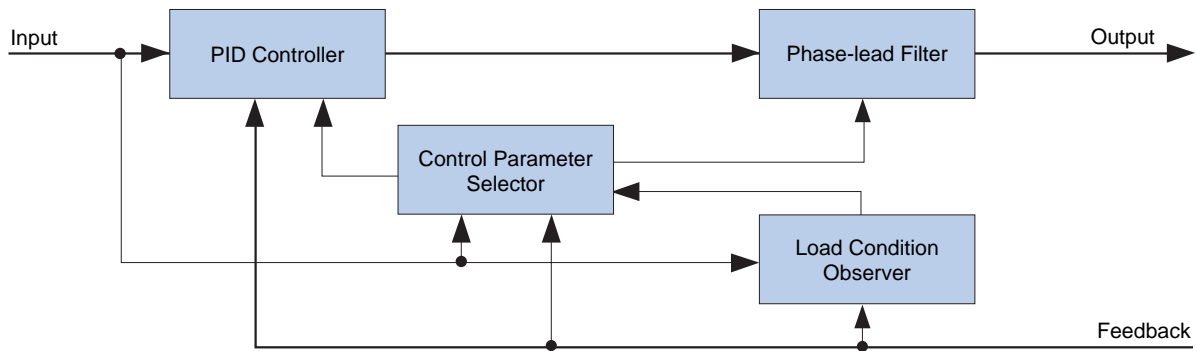 Input
PID Controller
Phase-lead Filter
Output
Control Parameter
Selector
Load Condition
Observer
Feedback